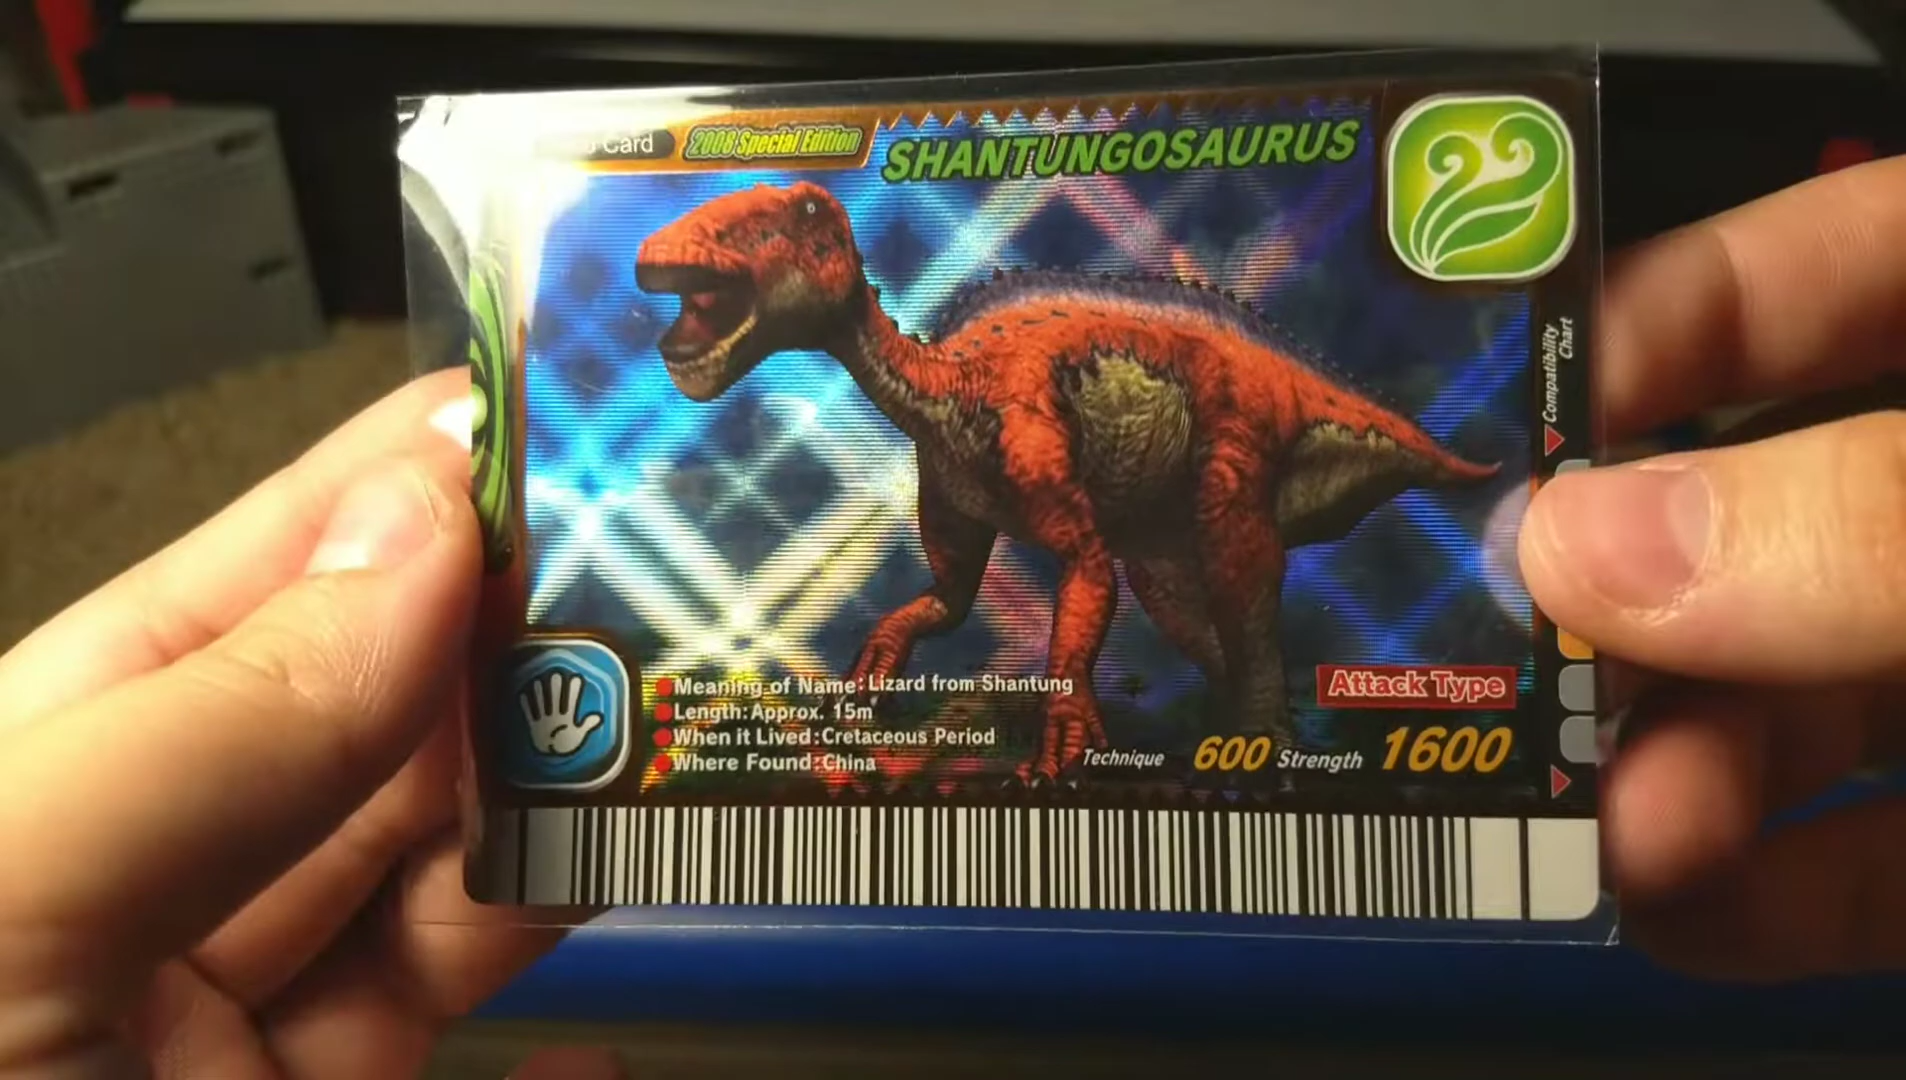 Card
2008 Special Edition
SHANTUNGOSAURUS
Compatibility
Chart
Meaning of Name:Lizard from Shantung
Length:Approx. 15m
When it Lived:Cretaceous Period
Where Found:China
Attack Type
Technique 600 Strength 1600